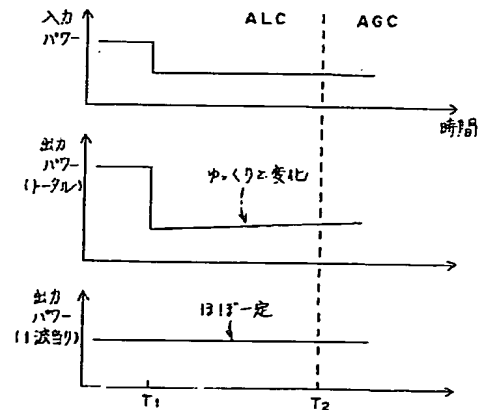 ALC AGC
入力
パワー
時間
出力
パワー
(トータル)
ゆっくりと変化
出力
パワー
(1波当り)
ほぼ一定
T1 T2